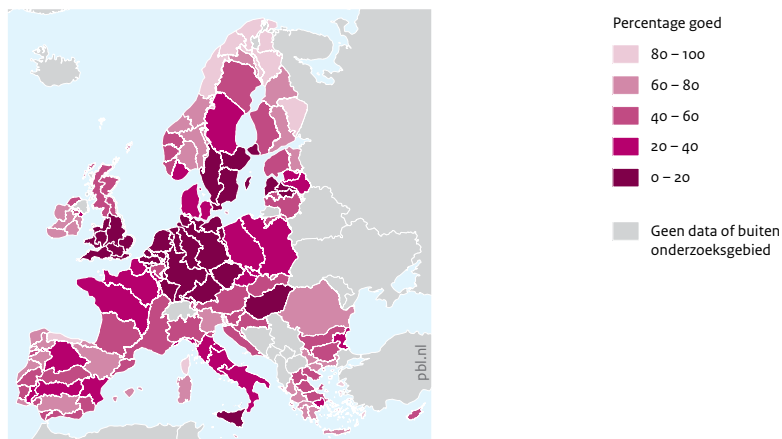 Percentage goed
80 – 100
60 – 80
40 – 60
20 – 40
0 – 20
Geen data of buiten
onderzoeksgebied
pbl.nl